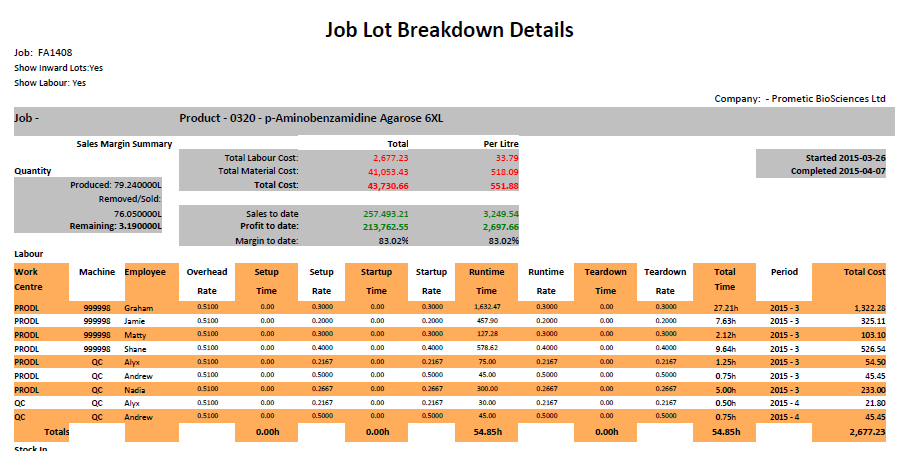 Job Lot Breakdown Details
Job: FA1408
Show Inward Lots:Yes
Show Labour: Yes
Company: - Prometic BioSciences Ltd
Job - Product - 0320 - p-Aminobenzamidine Agarose 6XL
Sales Margin Summary Total Per Litre
Total Labour Cost: 2,677.23 33.79 Started 2015-03-26
Quantity Total Material Cost: 41,053.43 518.09 Completed 2015-04-07
Produced: 79.240000L Total Cost: 43,730.66 551.88
Removed/Sold:
76.050000L Sales to date 257.493.21 3,249.54
Remaining: 3.190000L Profit to date: 213,762.55 2,697.66
Margin to date: 83.02% 83.02%
Labour
Work Machine Employee Overhead Setup Setup Startup Startup Runtime Runtime Teardown Teardown Total Period Total Cost
Centre Rate Time Rate Time Rate Time Rate Time Rate Time
PRODL 999998 Graham 0.5100 0.00 0.3000 0.00 0.3000 1,632.47 0.3000 0.00 0.3000 27.21h 2015 - 3 1,322.28
PRODL 999998 Jamie 0.5100 0.00 0.2000 0.00 0.2000 457.90 0.2000 0.00 0.2000 7.63h 2015 - 3 325.11
PRODL 999998 Matty 0.5100 0.00 0.3000 0.00 0.3000 127.28 0.3000 0.00 0.3000 2.12h 2015 - 3 103.10
PRODL 999998 Shane 0.5100 0.00 0.4000 0.00 0.4000 578.62 0.4000 0.00 0.4000 9.64h 2015 - 3 526.54
PRODL QC Alyx 0.5100 0.00 0.2167 0.00 0.2167 75.00 0.2167 0.00 0.2167 1.25h 2015 - 3 54.50
PRODL QC Andrew 0.5100 0.00 0.5000 0.00 0.5000 45.00 0.5000 0.00 0.5000 0.75h 2015 - 3 45.45
PRODL QC Nadia 0.5100 0.00 0.2667 0.00 0.2667 300.00 0.2667 0.00 0.2667 5.00h 2015 - 3 233.00
QC QC Alyx 0.5100 0.00 0.2167 0.00 0.2167 30.00 0.2167 0.00 0.2167 0.50h 2015 - 4 21.80
QC QC Andrew 0.5100 0.00 0.5000 0.00 0.5000 45.00 0.5000 0.00 0.5000 0.75h 2015 - 4 45.45
Totals 0.00h 0.00h 54.85h 0.00h 54.85h 2,677.23
Stock In